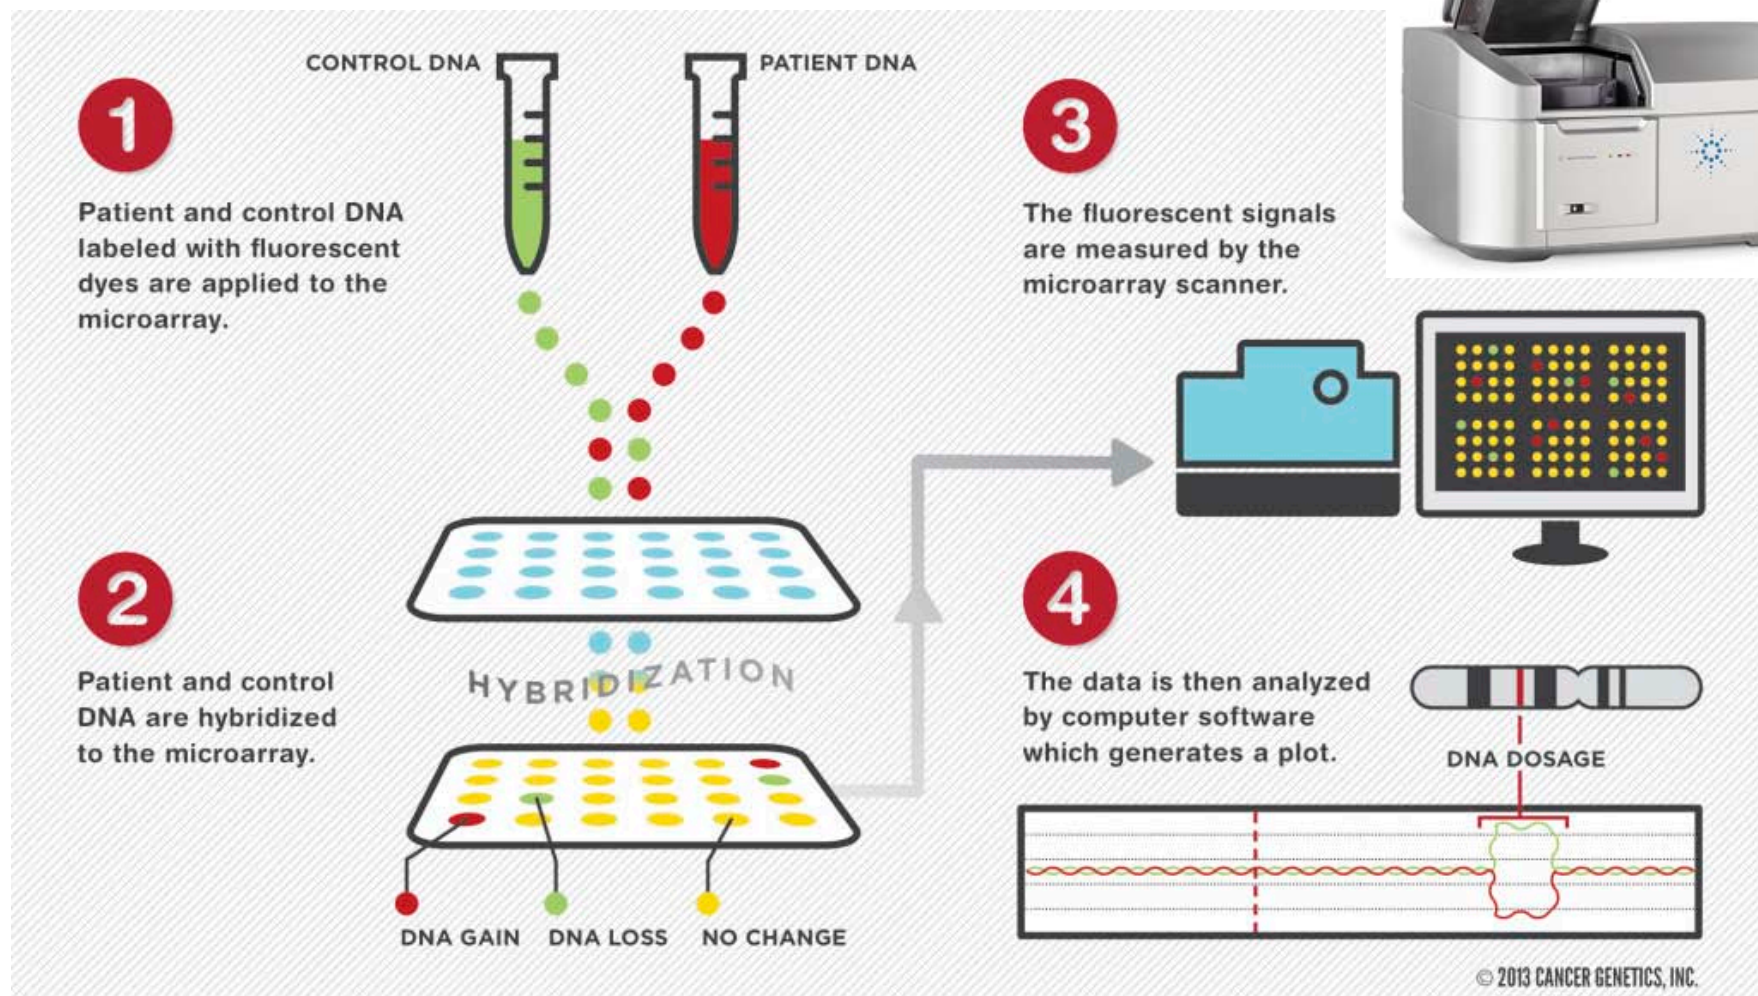 CONTROL DNA
PATIENT DNA
1
Patient and control DNA
labeled with fluorescent
dyes are applied to the
microarray.
2
Patient and control
DNA are hybridized
to the microarray.
HYBRIDIZATION
DNA GAIN
DNA LOSS
NO CHANGE
3
The fluorescent signals
are measured by the
microarray scanner.
4
The data is then analyzed
by computer software
which generates a plot.
DNA DOSAGE
© 2013 CANCER GENETICS, INC.